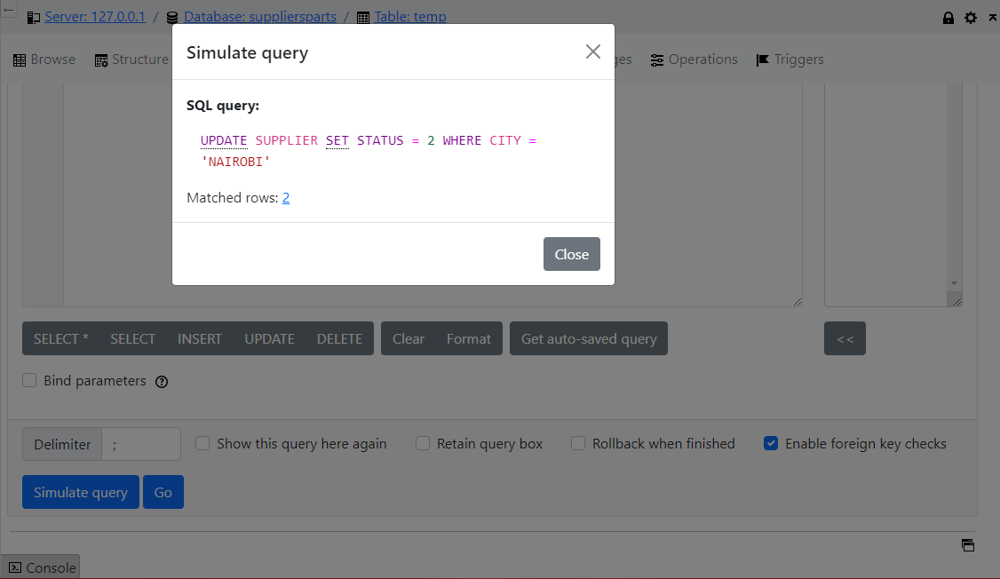 Server: 127.0.0.1 / Database: suppliersparts / Table: temp
Simulate query
Browse Structure ges Operations Triggers
SQL query:
UPDATE SUPPLIER SET STATUS = 2 WHERE CITY =
'NAIROBI'
Matched rows: 2
Close
SELECT * SELECT INSERT UPDATE DELETE Clear Format Get auto-saved query <<
Bind parameters
Delimiter ; Show this query here again Retain query box Rollback when finished Enable foreign key checks
Simulate query Go
Console